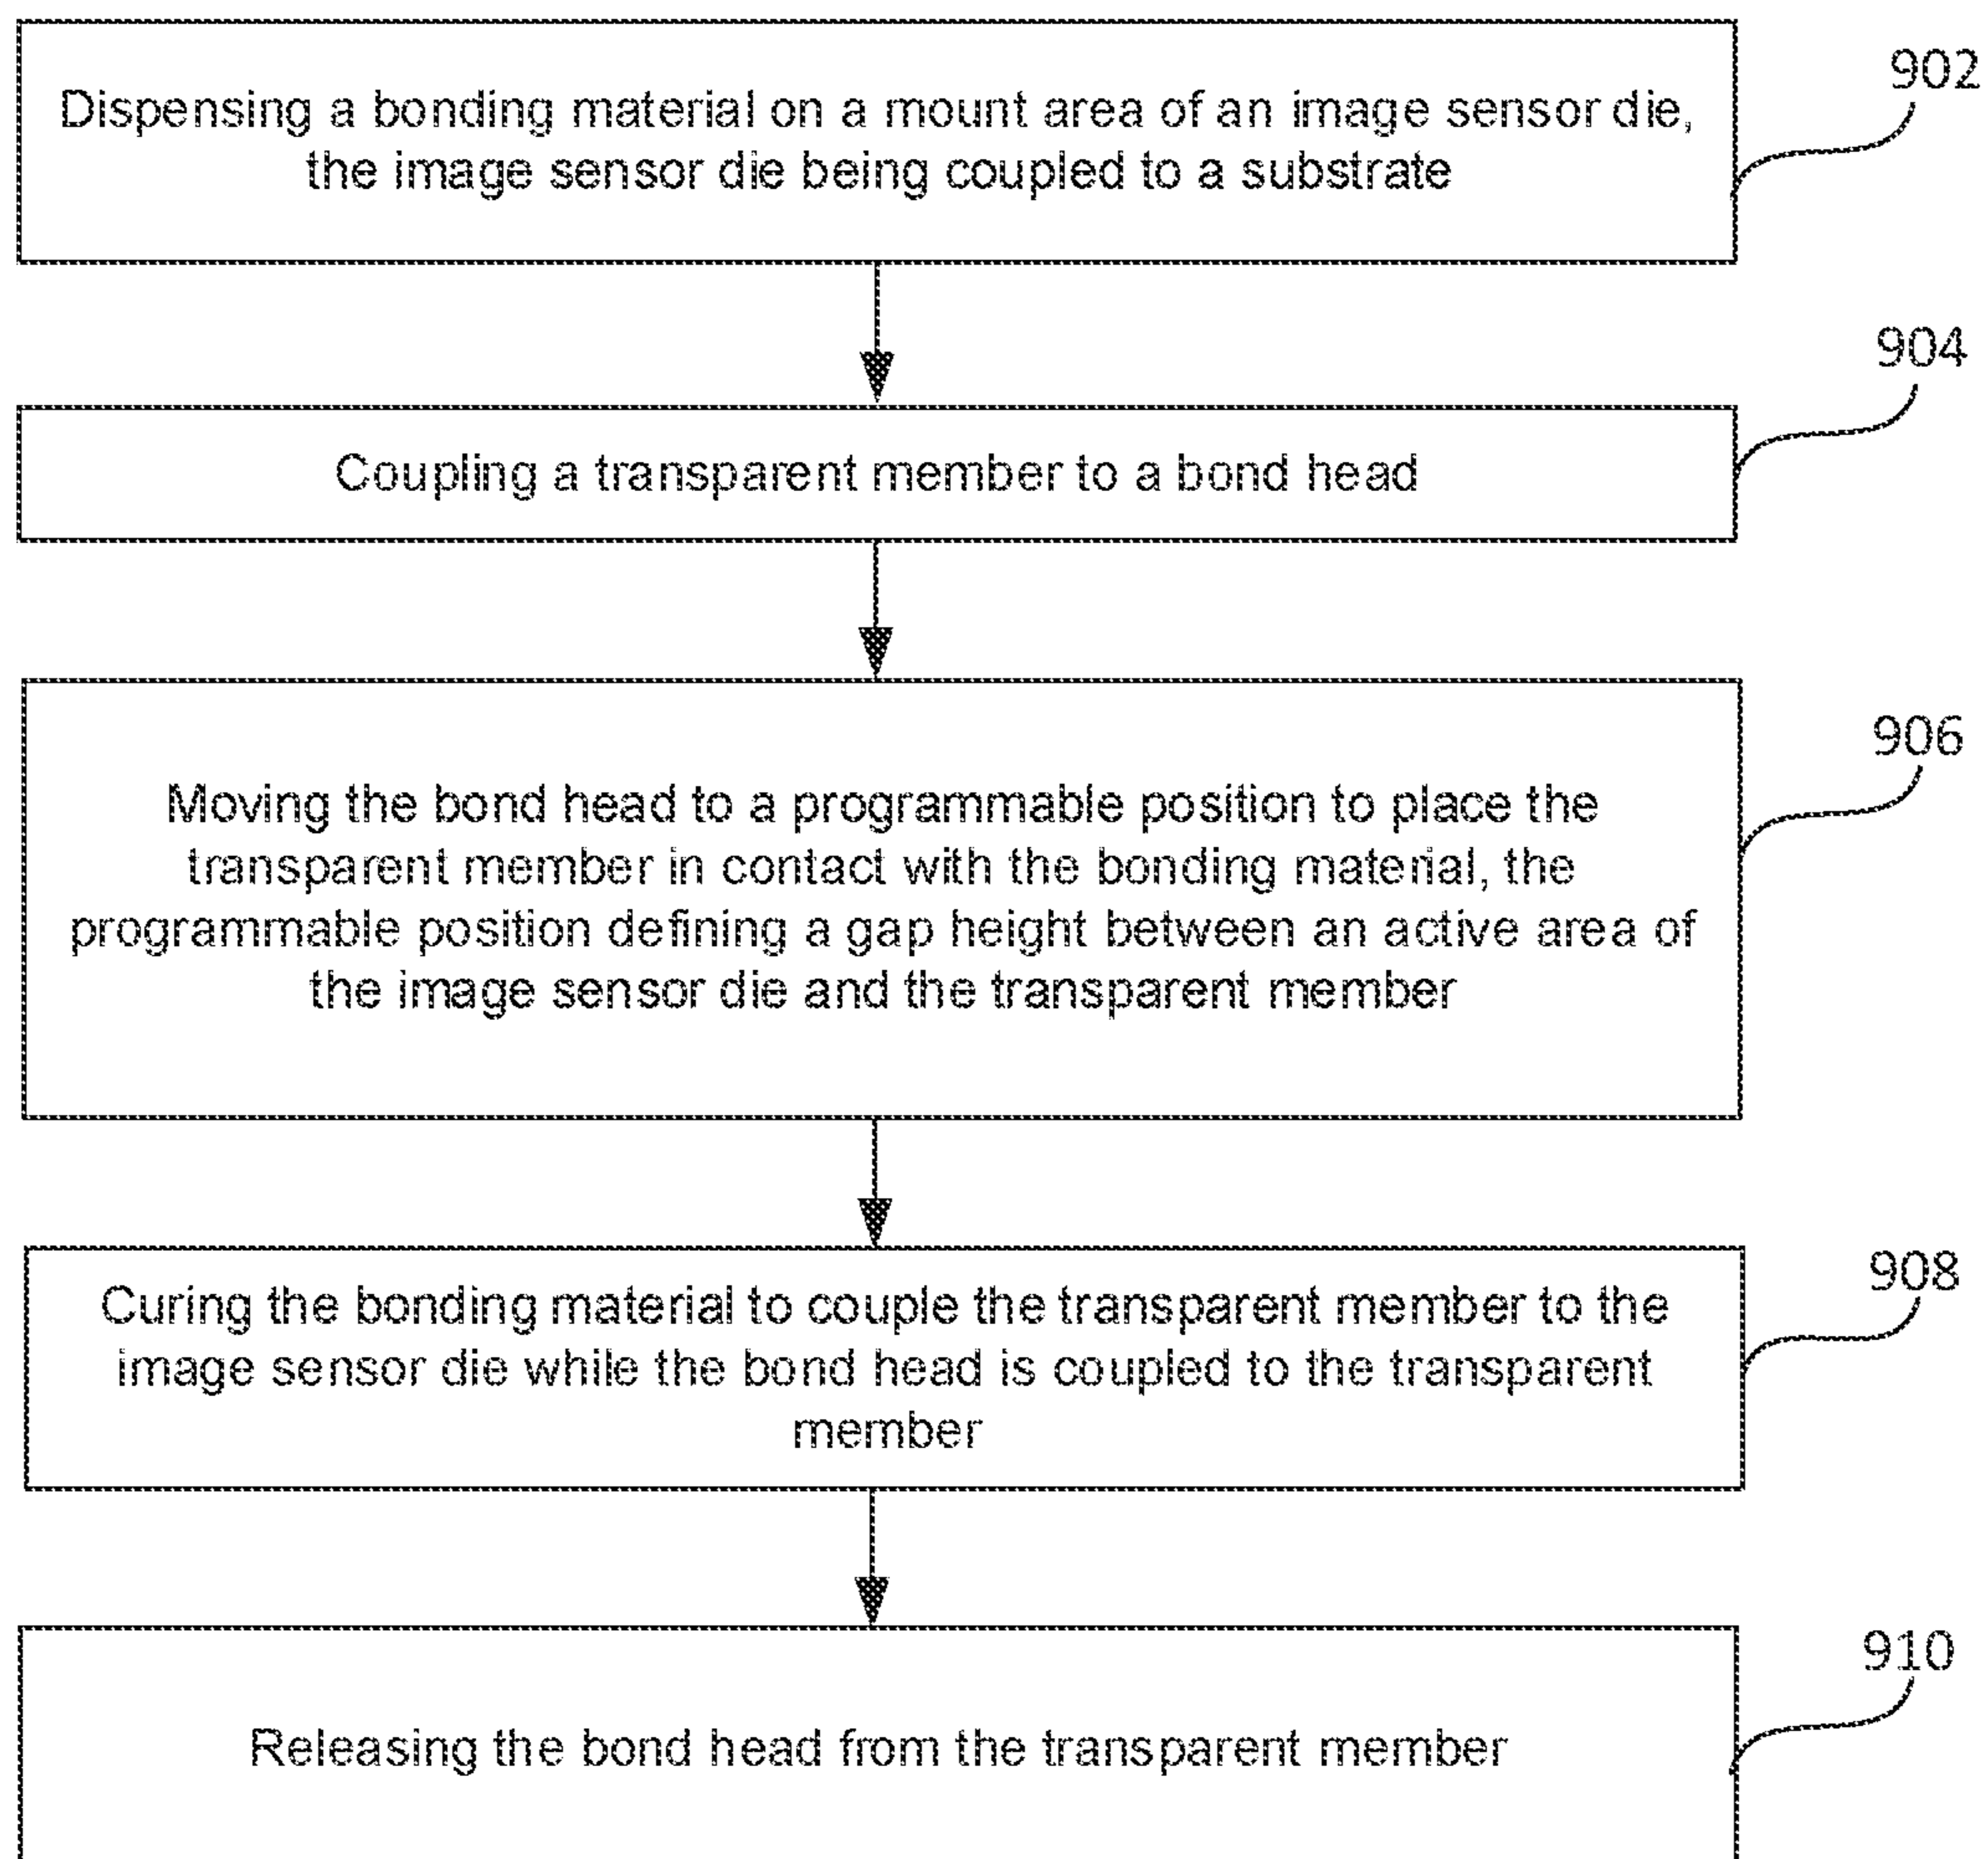 902
Dispensing a bonding material on a mount area of an image sensor die,
the image sensor die being coupled to a substrate
904
Coupling a transparent member to a bond head
906
Moving the bond head to a programmable position to place the
transparent member in contact with the bonding material, the
programmable position defining a gap height between an active area of
the image sensor die and the transparent member
908
Curing the bonding material to couple the transparent member to the
image sensor die while the bond head is coupled to the transparent
member
910
Releasing the bond head from the transparent member